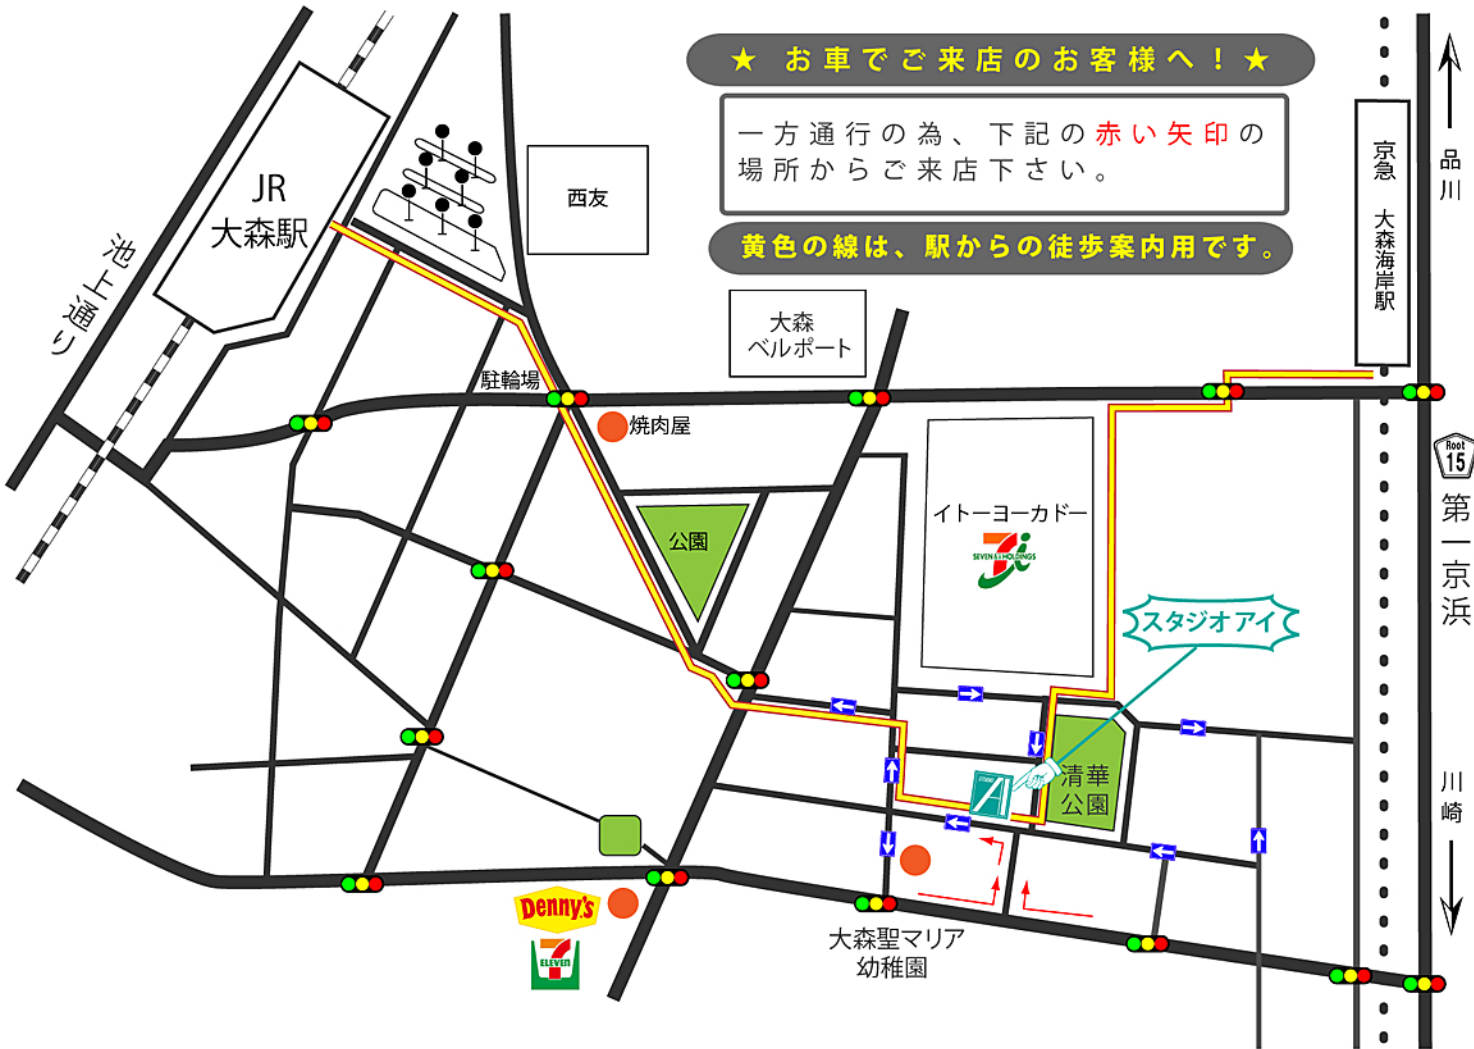 ★ お車でご来店のお客様へ！★
一方通行の為、下記の赤い矢印の
場所からご来店下さい。
黄色の線は、駅からの徒歩案内用です。
JR
大森駅
池上通り
西友
大森
ベルポート
京急 大森海岸駅
品川
駐輪場
焼肉屋
公園
イトーヨーカドー
SEVEN & i HOLDINGS
Root
15
第一京浜
スタジオアイ
清華
公園
STUDIO
A
川崎
Denny's
7
ELEVEN
大森聖マリア
幼稚園